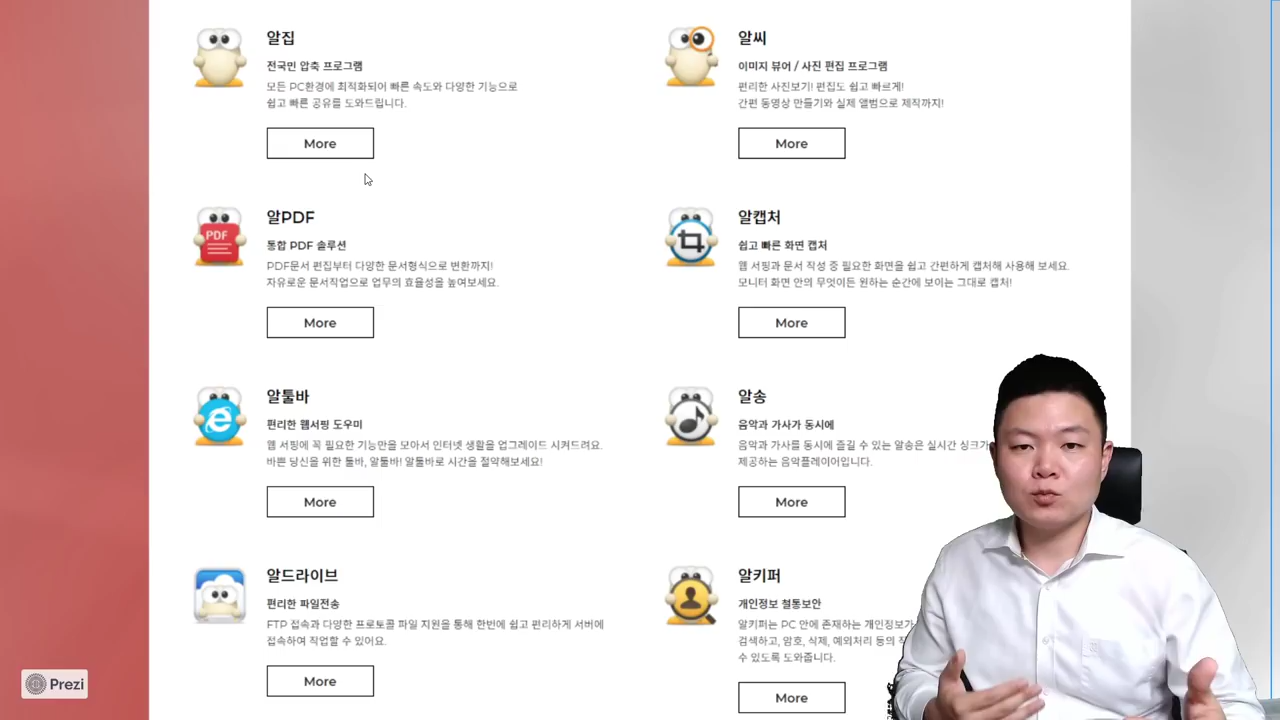 알집
전국민 압축 프로그램
모든 PC환경에 최적화되어 빠른 속도와 다양한 기능으로
쉽고 빠른 공유를 도와드립니다.
More
알씨
이미지 뷰어 / 사진 편집 프로그램
편리한 사진보기! 편집도 쉽고 빠르게!
간편 동영상 만들기와 실제 앨범으로 제작까지!
More
PDF
알PDF
통합 PDF 솔루션
PDF문서 편집부터 다양한 문서형식으로 변환까지!
자유로운 문서작업으로 업무의 효율성을 높여보세요.
More
알캡처
쉽고 빠른 화면 캡처
웹 서핑과 문서 작성 중 필요한 화면을 쉽고 간편하게 캡처해 사용해 보세요.
모니터 화면 안의 무엇이든 원하는 순간에 보이는 그대로 캡처!
More
알툴바
편리한 웹서핑 도우미
웹 서핑에 꼭 필요한 기능만을 모아서 인터넷 생활을 업그레이드 시켜드려요.
바쁜 당신을 위한 툴바, 알툴바! 알툴바로 시간을 절약해보세요!
More
알송
음악과 가사가 동시에
음악과 가사를 동시에 즐길 수 있는 알송은 실시간 싱크가
제공하는 음악플레이어입니다.
More
알드라이브
편리한 파일전송
FTP 접속과 다양한 프로토콜 파일 지원을 통해 한번에 쉽고 편리하게 서버에
접속하여 작업할 수 있어요.
More
알키퍼
개인정보 철통보안
알키퍼는 PC 안에 존재하는 개인정보가
검색하고, 암호, 삭제, 예외처리 등의
수 있도록 도와줍니다.
More
Prezi